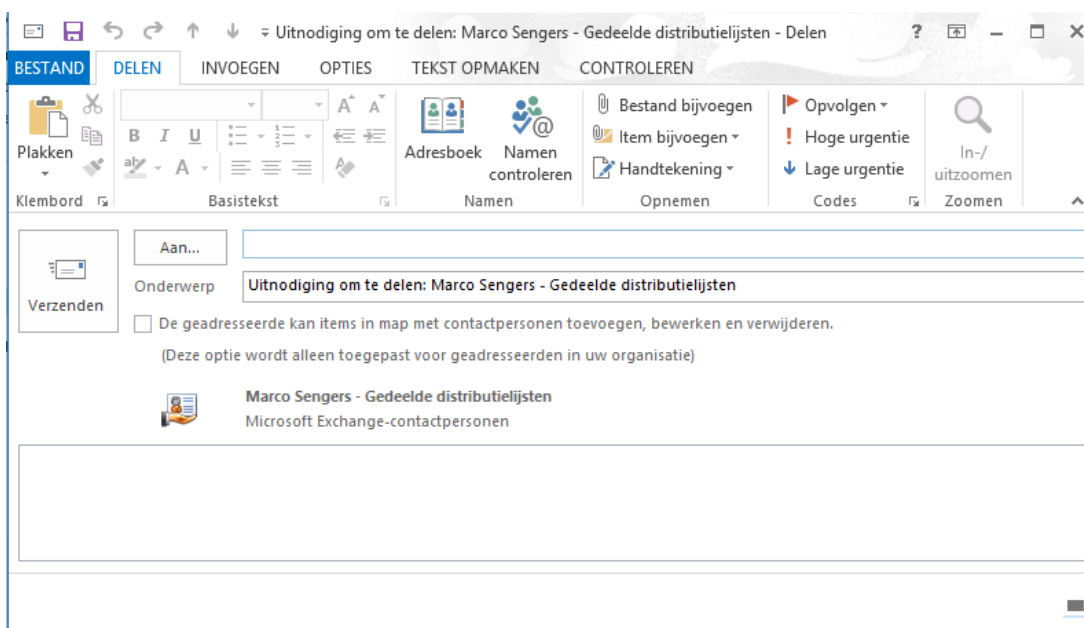 Uitnodiging om te delen: Marco Sengers - Gedeelde distributielijsten - Delen ?
BESTAND DELEN INVOEGEN OPTIES TEKST OPMAKEN CONTROLEREN
Plakken
B I U
aby A
A A
Adresboek
Namen controleren
Bestand bijvoegen
Item bijvoegen
Handtekening
Opvolgen
! Hoge urgentie
Lage urgentie
In-/
uitzoomen
Klembord Basistekst Namen Opnemen Codes Zoomen
Verzenden
Aan...
Onderwerp Uitnodiging om te delen: Marco Sengers - Gedeelde distributielijsten
De geadresseerde kan items in map met contactpersonen toevoegen, bewerken en verwijderen.
(Deze optie wordt alleen toegepast voor geadresseerden in uw organisatie)
Marco Sengers - Gedeelde distributielijsten
Microsoft Exchange-contactpersonen